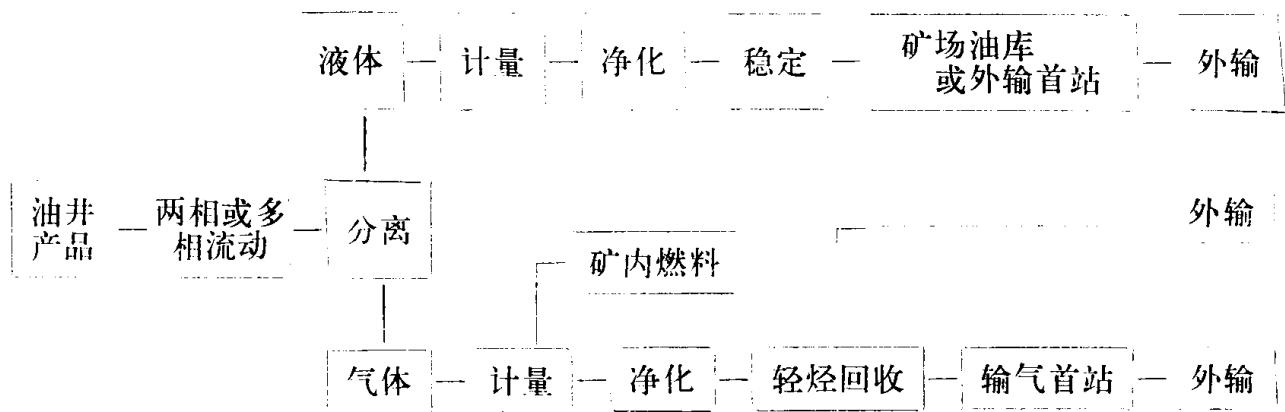 液体
计量
净化
稳定
矿场油库
或外输首站
外输
油井
产品
两相或多
相流动
分离
外输
矿内燃料
气体
计量
净化
轻烃回收
输气首站
外输